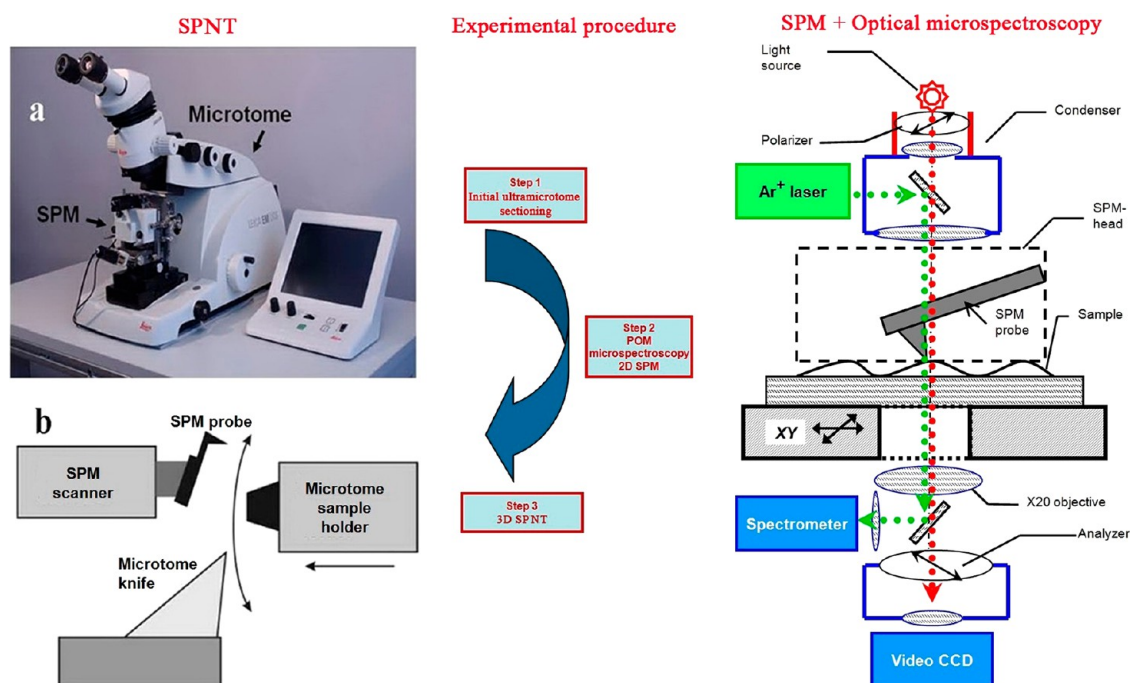 SPNT
Experimental procedure
SPM + Optical microspectroscopy
a
Microtome
SPM
Leica
Step 1
Initial ultramicrotome
sectioning
Step 2
POM
microspectroscopy
2D SPM
Step 3
3D SPNT
b
SPM probe
SPM
scanner
Microtome
sample
holder
Microtome
knife
Light
source
Polarizer
Condenser
Ar⁺ laser
SPM-
head
SPM
probe
Sample
XY
X20 objective
Spectrometer
Analyzer
Video CCD